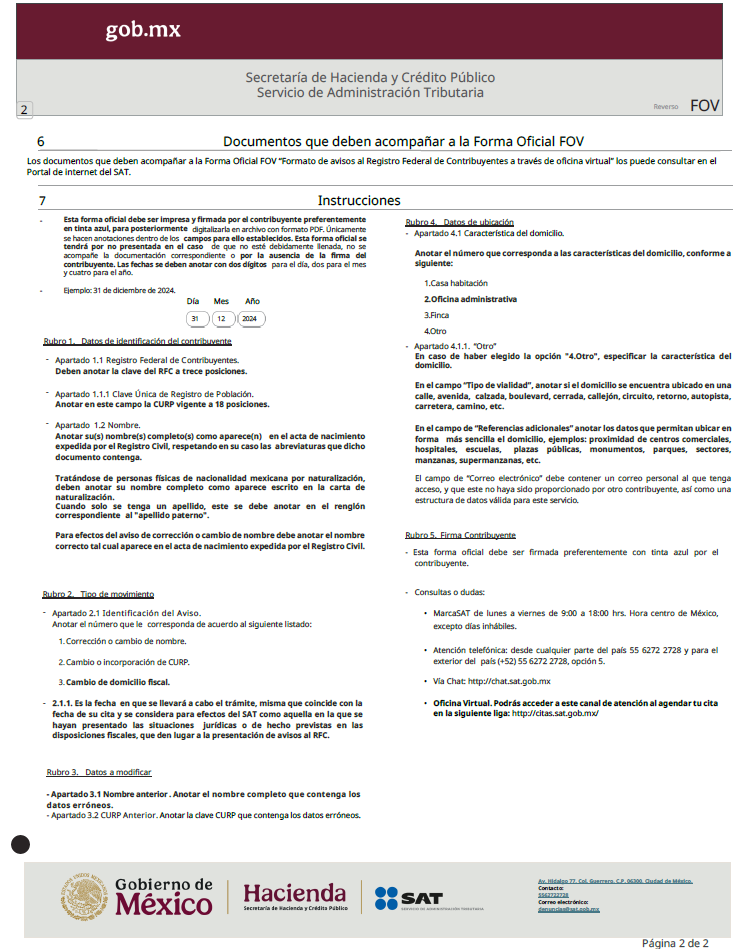 gob.mx
Secretaría de Hacienda y Crédito Público
Servicio de Administración Tributaria
2
Reverso FOV
6 Documentos que deben acompañar a la Forma Oficial FOV
Los documentos que deben acompañar a la Forma Oficial FOV “Formato de avisos al Registro Federal de Contribuyentes a través de oficina virtual” los puede consultar en el
Portal de internet del SAT.
7 Instrucciones
- Esta forma oficial debe ser impresa y firmada por el contribuyente preferentemente
en tinta azul, para posteriormente digitalizarla en archivo con formato PDF. Únicamente
se hacen anotaciones dentro de los campos para ello establecidos. Esta forma oficial se
tendrá por no presentada en el caso de que no esté debidamente llenada, no se
acompañe la documentación correspondiente o por la ausencia de la firma del
contribuyente. Las fechas se deben anotar con dos dígitos para el día, dos para el mes
y cuatro para el año.
- Ejemplo: 31 de diciembre de 2024.
Día Mes Año
31 12 2024
Rubro 1. Datos de identificación del contribuyente
- Apartado 1.1 Registro Federal de Contribuyentes.
Deben anotar la clave del RFC a trece posiciones.
- Apartado 1.1.1 Clave Única de Registro de Población.
Anotar en este campo la CURP vigente a 18 posiciones.
- Apartado 1.2 Nombre.
Anotar su(s) nombre(s) completo(s) como aparece(n) en el acta de nacimiento
expedida por el Registro Civil, respetando en su caso las abreviaturas que dicho
documento contenga.
Tratándose de personas físicas de nacionalidad mexicana por naturalización,
deben anotar su nombre completo como aparece escrito en la carta de
naturalización.
Cuando solo se tenga un apellido, este se debe anotar en el renglón
correspondiente al "apellido paterno".
Para efectos del aviso de corrección o cambio de nombre debe anotar el nombre
correcto tal cual aparece en el acta de nacimiento expedida por el Registro Civil.
Rubro 2. Tipo de movimiento
- Apartado 2.1 Identificación del Aviso.
Anotar el número que le corresponda de acuerdo al siguiente listado:
1. Corrección o cambio de nombre.
2. Cambio o incorporación de CURP.
3. Cambio de domicilio fiscal.
- 2.1.1. Es la fecha en que se llevará a cabo el trámite, misma que coincide con la
fecha de su cita y se considera para efectos del SAT como aquella en la que se
hayan presentado las situaciones jurídicas o de hecho previstas en las
disposiciones fiscales, que den lugar a la presentación de avisos al RFC.
Rubro 3. Datos a modificar
- Apartado 3.1 Nombre anterior. Anotar el nombre completo que contenga los
datos erróneos.
- Apartado 3.2 CURP Anterior. Anotar la clave CURP que contenga los datos erróneos.
Rubro 4. Datos de ubicación
- Apartado 4.1 Característica del domicilio.
Anotar el número que corresponda a las características del domicilio, conforme a
siguiente:
1.Casa habitación
2.Oficina administrativa
3.Finca
4.Otro
- Apartado 4.1.1. “Otro”
En caso de haber elegido la opción "4.Otro", especificar la característica del
domicilio.
En el campo “Tipo de vialidad”, anotar si el domicilio se encuentra ubicado en una
calle, avenida, calzada, boulevard, cerrada, callejón, circuito, retorno, autopista,
carretera, camino, etc.
En el campo de “Referencias adicionales” anotar los datos que permitan ubicar en
forma más sencilla el domicilio, ejemplos: proximidad de centros comerciales,
hospitales, escuelas, plazas públicas, monumentos, parques, sectores,
manzanas, supermanzanas, etc.
El campo de “Correo electrónico” debe contener un correo personal al que tenga
acceso, y que este no haya sido proporcionado por otro contribuyente, así como una
estructura de datos válida para este servicio.
Rubro 5. Firma Contribuyente
- Esta forma oficial debe ser firmada preferentemente con tinta azul por el
contribuyente.
- Consultas o dudas:
• MarcaSAT de lunes a viernes de 9:00 a 18:00 hrs. Hora centro de México,
excepto días inhábiles.
• Atención telefónica: desde cualquier parte del país 55 6272 2728 y para el
exterior del país (+52) 55 6272 2728, opción 5.
• Vía Chat: http://chat.sat.gob.mx
• Oficina Virtual. Podrás acceder a este canal de atención al agendar tu cita
en la siguiente liga: http://citas.sat.gob.mx/
Gobierno de
México
Hacienda
Secretaría de Hacienda y Crédito Público
SAT
SERVICIO DE ADMINISTRACIÓN TRIBUTARIA
Av. Hidalgo 77, Col. Guerrero, C.P. 06300, Ciudad de México.
Contacto:
5562722728
Correo electrónico:
denuncias@sat.gob.mx
Página 2 de 2